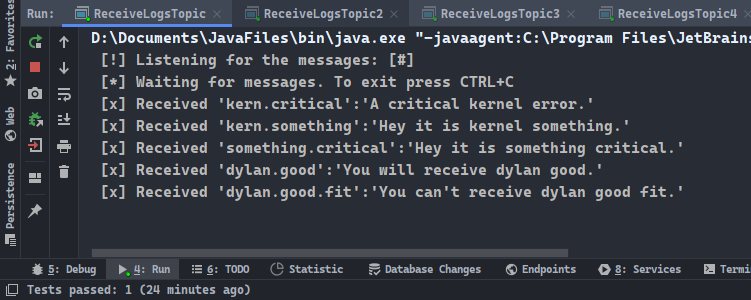 Run: ReceiveLogsTopic ReceiveLogsTopic2 ReceiveLogsTopic3 ReceiveLogsTopic4
D:\Documents\JavaFiles\bin\java.exe "-javaagent:C:\Program Files\JetBrains
[!] Listening for the messages: [#]
[*] Waiting for messages. To exit press CTRL+C
[x] Received 'kern.critical':'A critical kernel error.'
[x] Received 'kern.something':'Hey it is kernel something.'
[x] Received 'something.critical':'Hey it is something critical.'
[x] Received 'dylan.good':'You will receive dylan good.'
[x] Received 'dylan.good.fit':'You can't receive dylan good fit.'
2: Favorites
Web
Persistence
5: Debug 4: Run 6: TODO Statistic Database Changes Endpoints 8: Services Termi
Tests passed: 1 (24 minutes ago)